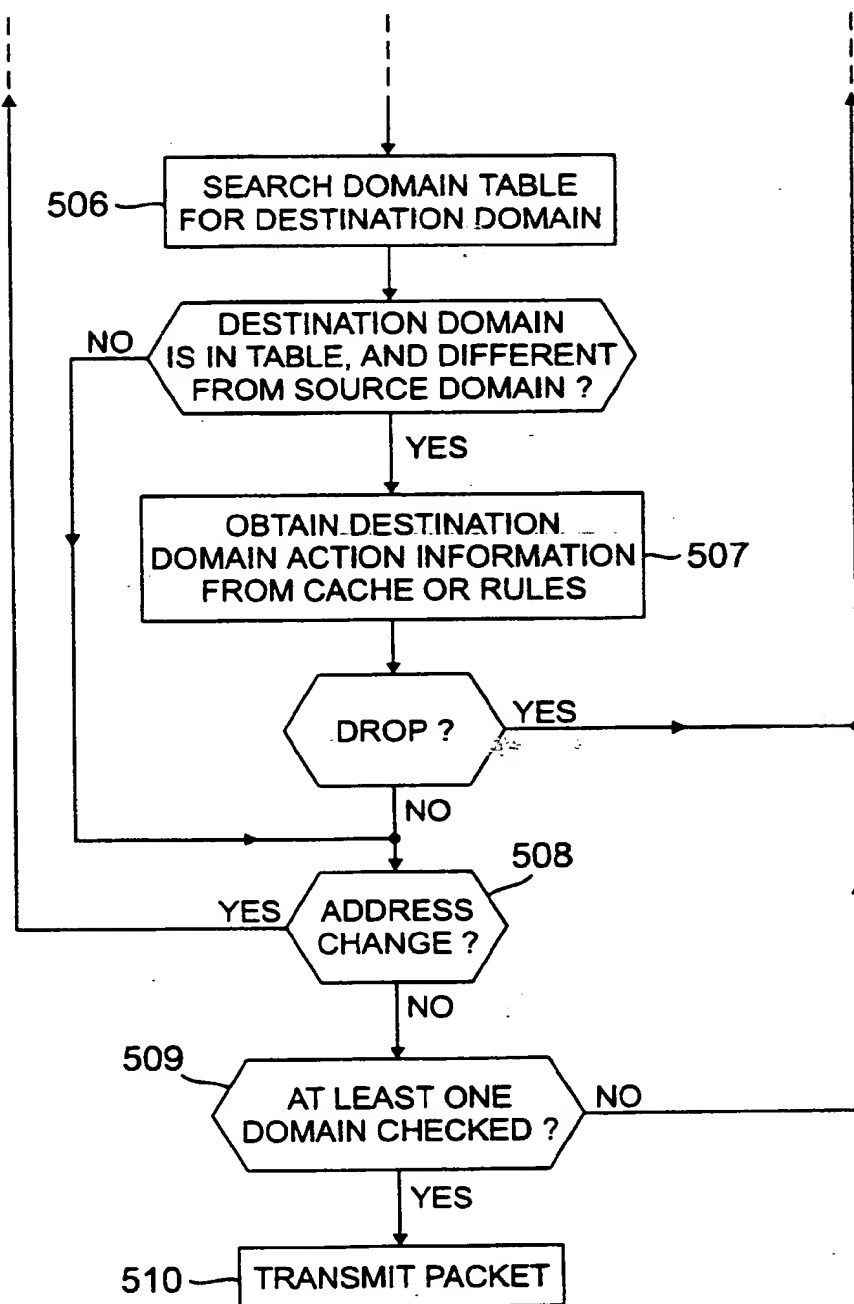 506
SEARCH DOMAIN TABLE
FOR DESTINATION DOMAIN
NO
DESTINATION DOMAIN
IS IN TABLE, AND DIFFERENT
FROM SOURCE DOMAIN ?
YES
OBTAIN DESTINATION
DOMAIN ACTION INFORMATION
FROM CACHE OR RULES
507
DROP ?
YES
NO
508
YES
ADDRESS
CHANGE ?
NO
509
AT LEAST ONE
DOMAIN CHECKED ?
NO
YES
510
TRANSMIT PACKET